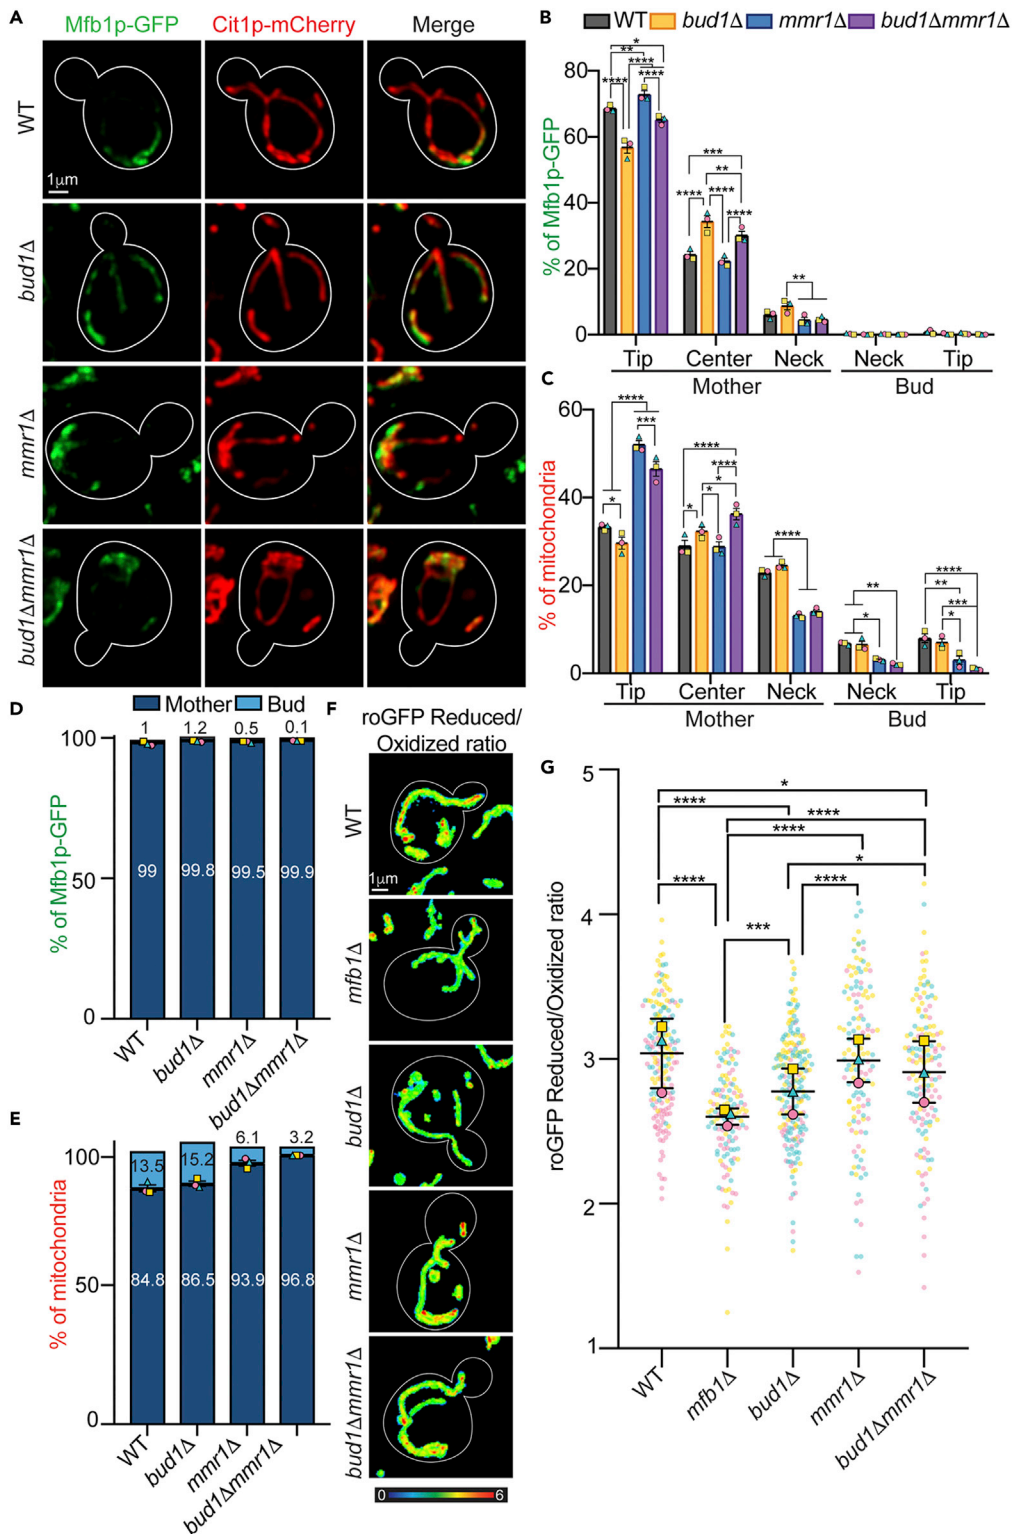 A
Mfb1p-GFP
Cit1p-mCherry
Merge
WT
1μm
bud1Δ
mmr1Δ
bud1Δmmr1Δ
B
WT
bud1Δ
mmr1Δ
bud1Δmmr1Δ
% of Mfb1p-GFP
80
60
40
20
0
*
**
****
****
****
***
**
****
****
****
**
Tip
Center
Neck
Neck
Tip
Mother
Bud
C
% of mitochondria
60
40
20
0
****
***
*
****
****
*
*
*
****
**
*
****
**
***
*
Tip
Center
Neck
Neck
Tip
Mother
Bud
D
Mother
Bud
% of Mfb1p-GFP
100
50
0
1
1.2
0.5
0.1
99
99.8
99.5
99.9
WT
bud1Δ
mmr1Δ
bud1Δmmr1Δ
E
% of mitochondria
100
50
0
13.5
15.2
6.1
3.2
84.8
86.5
93.9
96.8
WT
bud1Δ
mmr1Δ
bud1Δmmr1Δ
F
roGFP Reduced/
Oxidized ratio
WT
1μm
mfb1Δ
bud1Δ
mmr1Δ
bud1Δmmr1Δ
0
6
G
roGFP Reduced/Oxidized ratio
5
4
3
2
1
*
****
****
****
*
****
****
***
WT
mfb1Δ
bud1Δ
mmr1Δ
bud1Δmmr1Δ